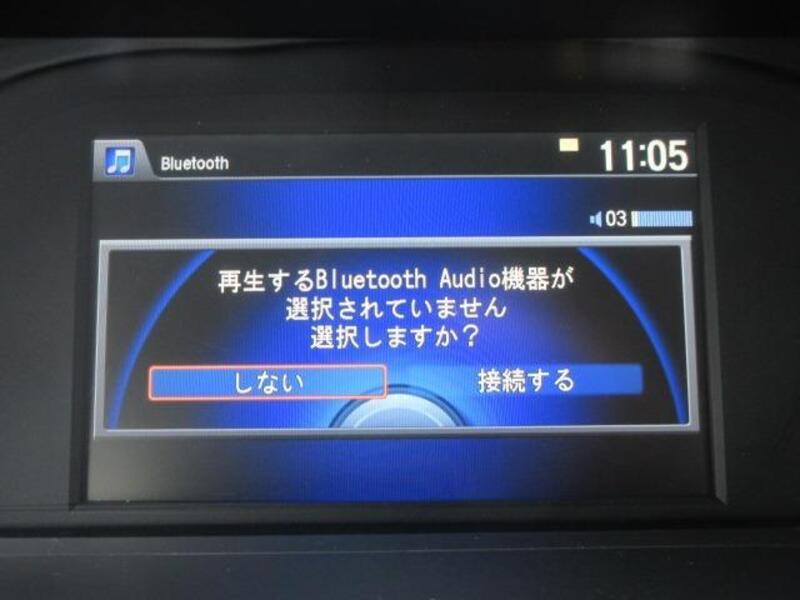 Bluetooth
11:05
03
再生するBluetooth Audio機器が
選択されていません
選択しますか?
しない
接続する